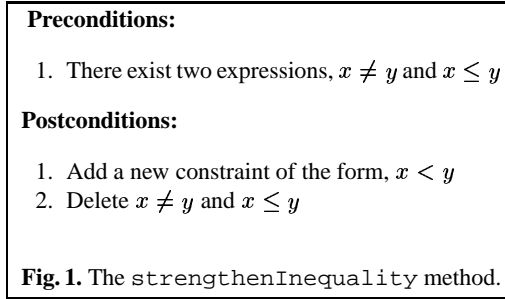 Preconditions:
1. There exist two expressions, x ≠ y and x ≤ y
Postconditions:
1. Add a new constraint of the form, x < y
2. Delete x ≠ y and x ≤ y
Fig. 1. The strengthenInequality method.